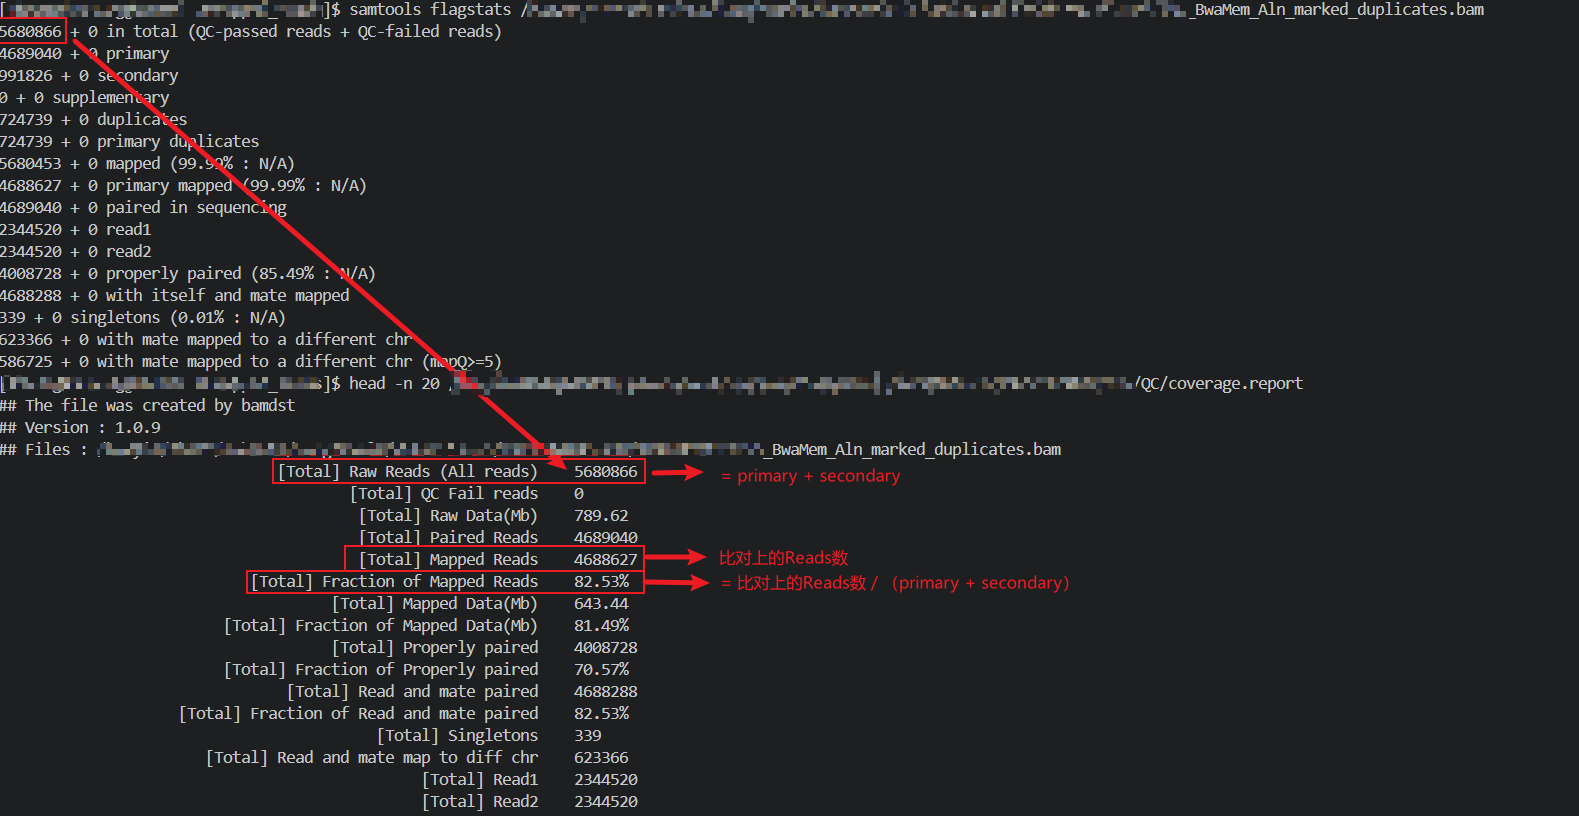 ]$ samtools flagstats / _BwaMem_Aln_marked_duplicates.bam
5680866 + 0 in total (QC-passed reads + QC-failed reads)
4689040 + 0 primary
991826 + 0 secondary
0 + 0 supplementary
724739 + 0 duplicates
724739 + 0 primary duplicates
5680453 + 0 mapped (99.99% : N/A)
4688627 + 0 primary mapped (99.99% : N/A)
4689040 + 0 paired in sequencing
2344520 + 0 read1
2344520 + 0 read2
4008728 + 0 properly paired (85.49% : N/A)
4688288 + 0 with itself and mate mapped
339 + 0 singletons (0.01% : N/A)
623366 + 0 with mate mapped to a different chr
586725 + 0 with mate mapped to a different chr (mapQ>=5)
]$ head -n 20 /QC/coverage.report
## The file was created by bamdst
## Version : 1.0.9
## Files : _BwaMem_Aln_marked_duplicates.bam
[Total] Raw Reads (All reads) 5680866 = primary + secondary
[Total] QC Fail reads 0
[Total] Raw Data(Mb) 789.62
[Total] Paired Reads 4689040
[Total] Mapped Reads 4688627 比对上的Reads数
[Total] Fraction of Mapped Reads 82.53% = 比对上的Reads数 / （primary + secondary）
[Total] Mapped Data(Mb) 643.44
[Total] Fraction of Mapped Data(Mb) 81.49%
[Total] Properly paired 4008728
[Total] Fraction of Properly paired 70.57%
[Total] Read and mate paired 4688288
[Total] Fraction of Read and mate paired 82.53%
[Total] Singletons 339
[Total] Read and mate map to diff chr 623366
[Total] Read1 2344520
[Total] Read2 2344520